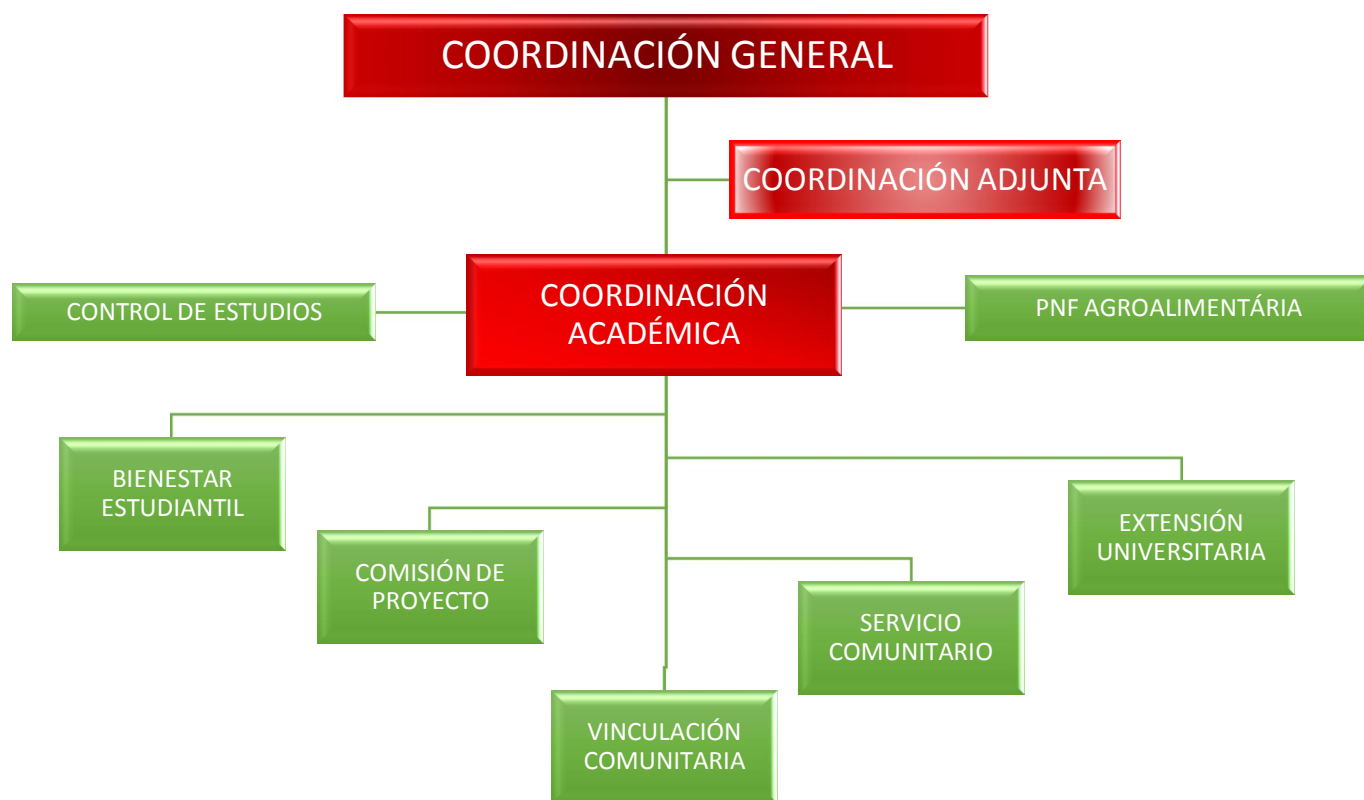 COORDINACIÓN GENERAL
COORDINACIÓN ADJUNTA
CONTROL DE ESTUDIOS
COORDINACIÓN
ACADÉMICA
PNF AGROALIMENTÁRIA
BIENESTAR
ESTUDIANTIL
COMISIÓN DE
PROYECTO
VINCULACIÓN
COMUNITARIA
SERVICIO
COMUNITARIO
EXTENSIÓN
UNIVERSITARIA